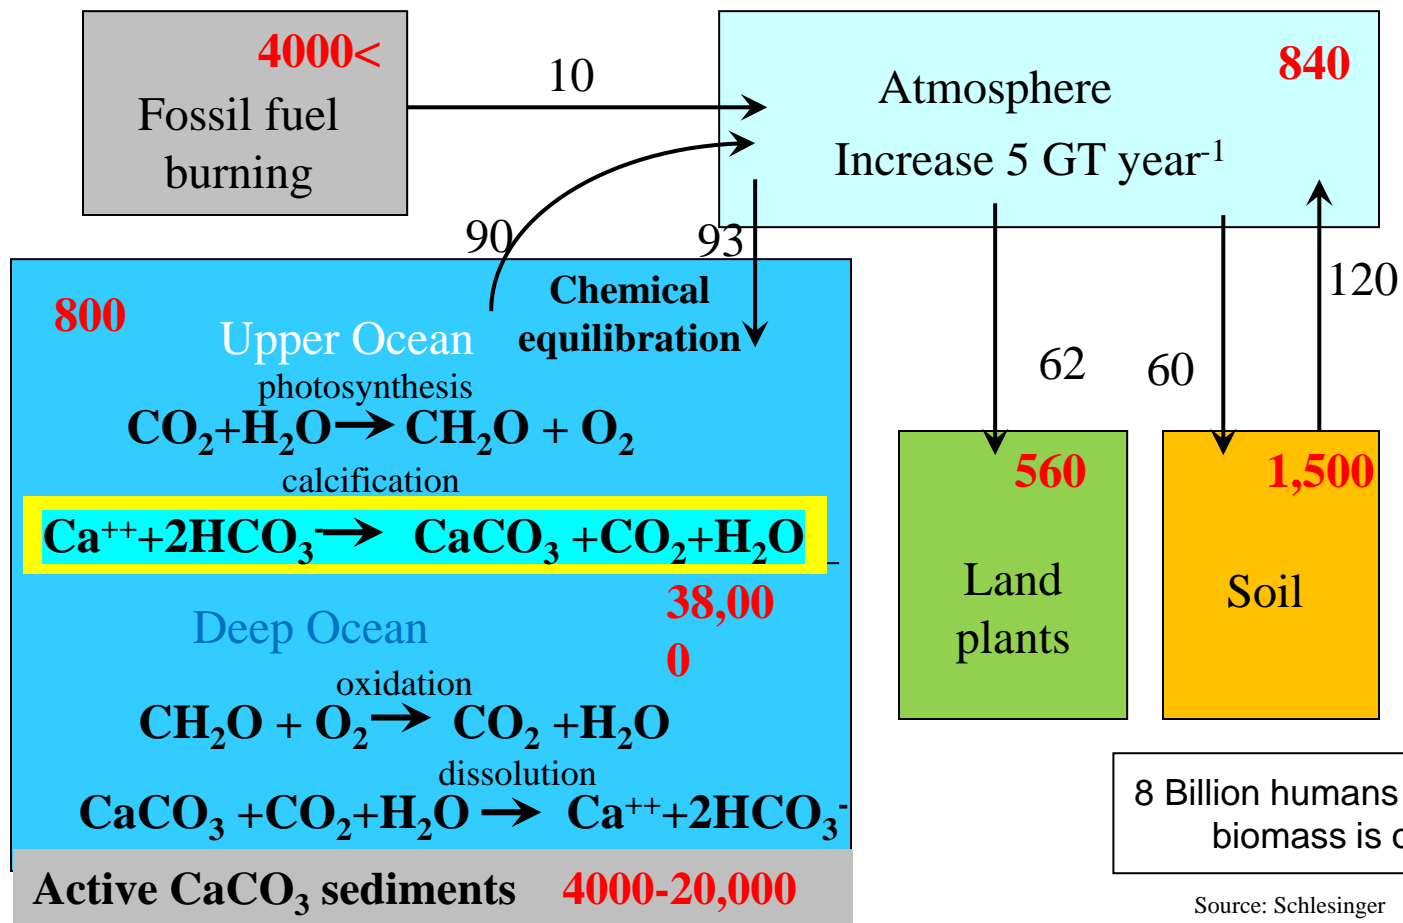 4000<
Fossil fuel
burning
10
840
Atmosphere
Increase 5 GT year⁻¹
90
93
62
60
120
800
Chemical
equilibration
Upper Ocean
photosynthesis
CO₂+H₂O→ CH₂O + O₂
calcification
Ca⁺⁺+2HCO₃⁻→ CaCO₃ +CO₂+H₂O
38,00
0
Deep Ocean
oxidation
CH₂O + O₂→ CO₂ +H₂O
dissolution
CaCO₃ +CO₂+H₂O → Ca⁺⁺+2HCO₃⁻
Active CaCO₃ sediments 4000-20,000
560
Land
plants
1,500
Soil
8 Billion humans
biomass is
Source: Schlesinger